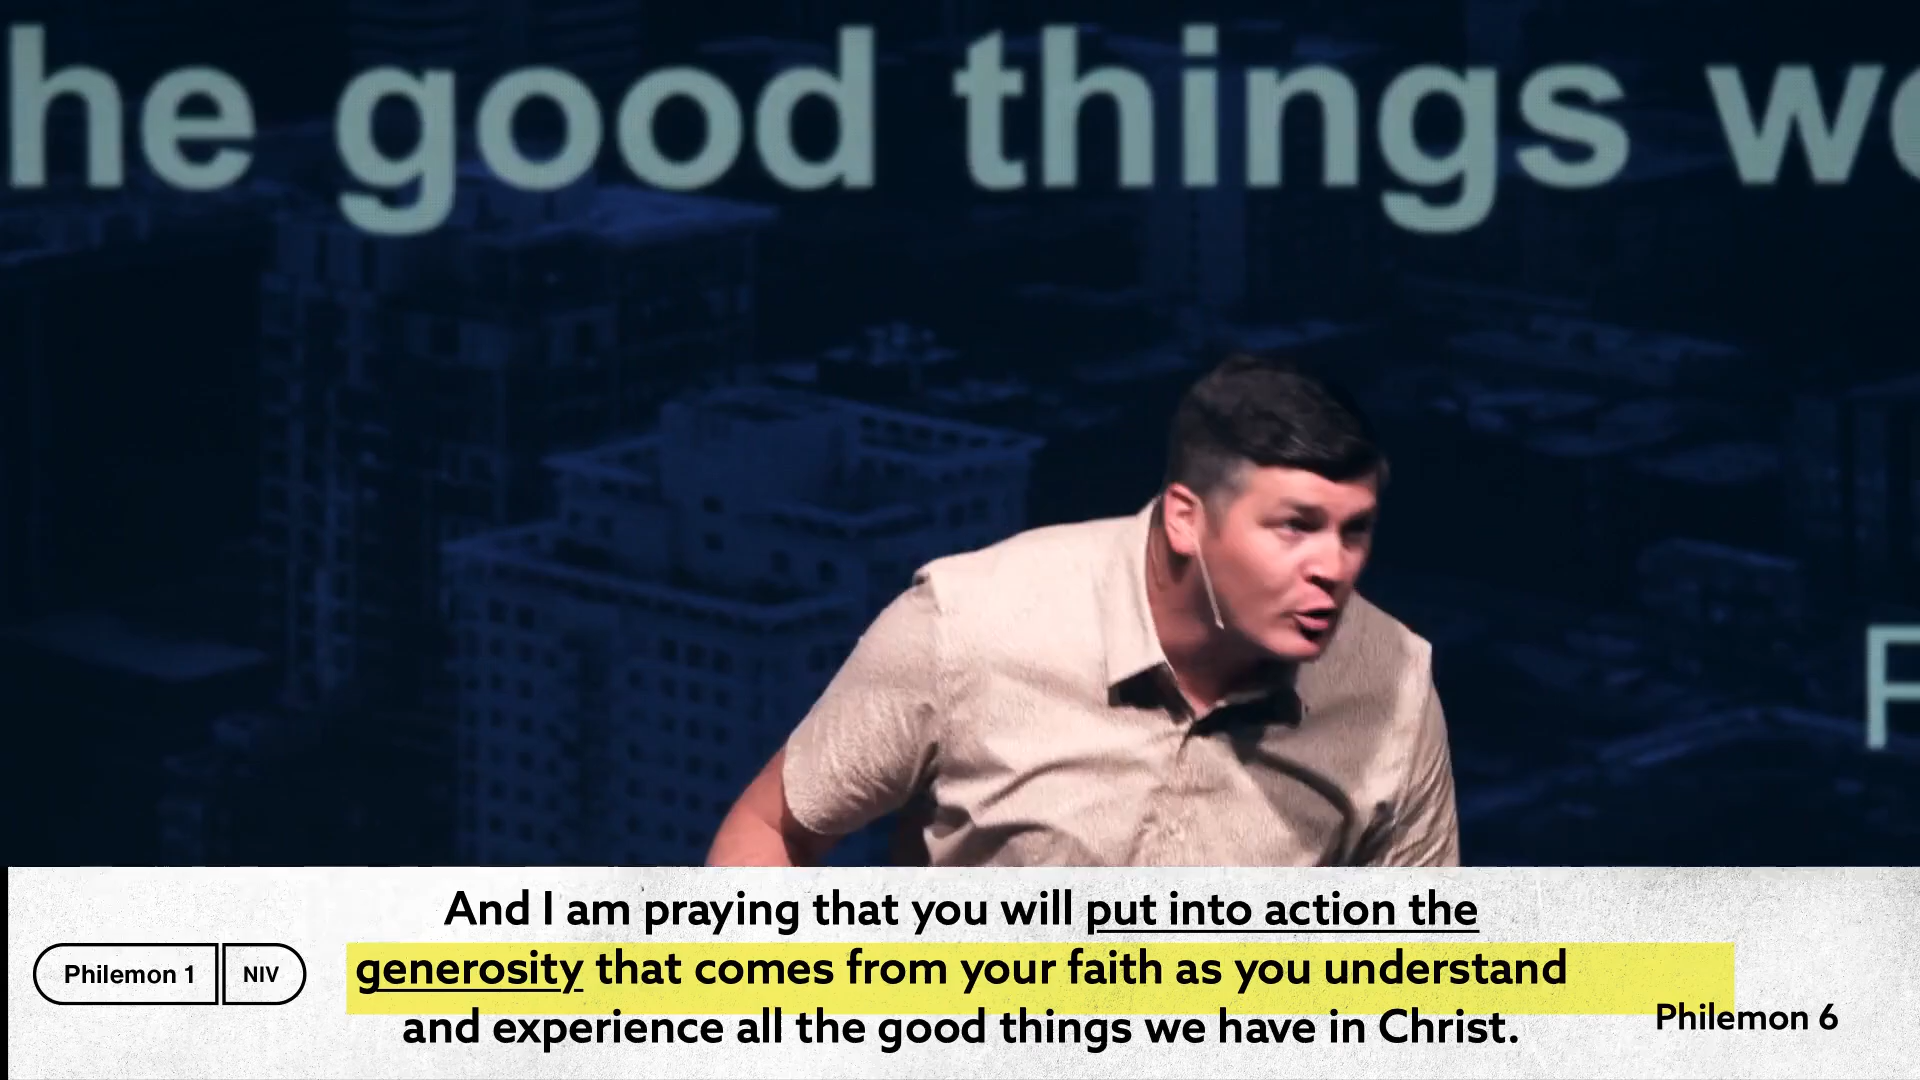 he good things we
And I am praying that you will put into action the
generosity that comes from your faith as you understand
and experience all the good things we have in Christ.
Philemon 1 NIV
Philemon 6